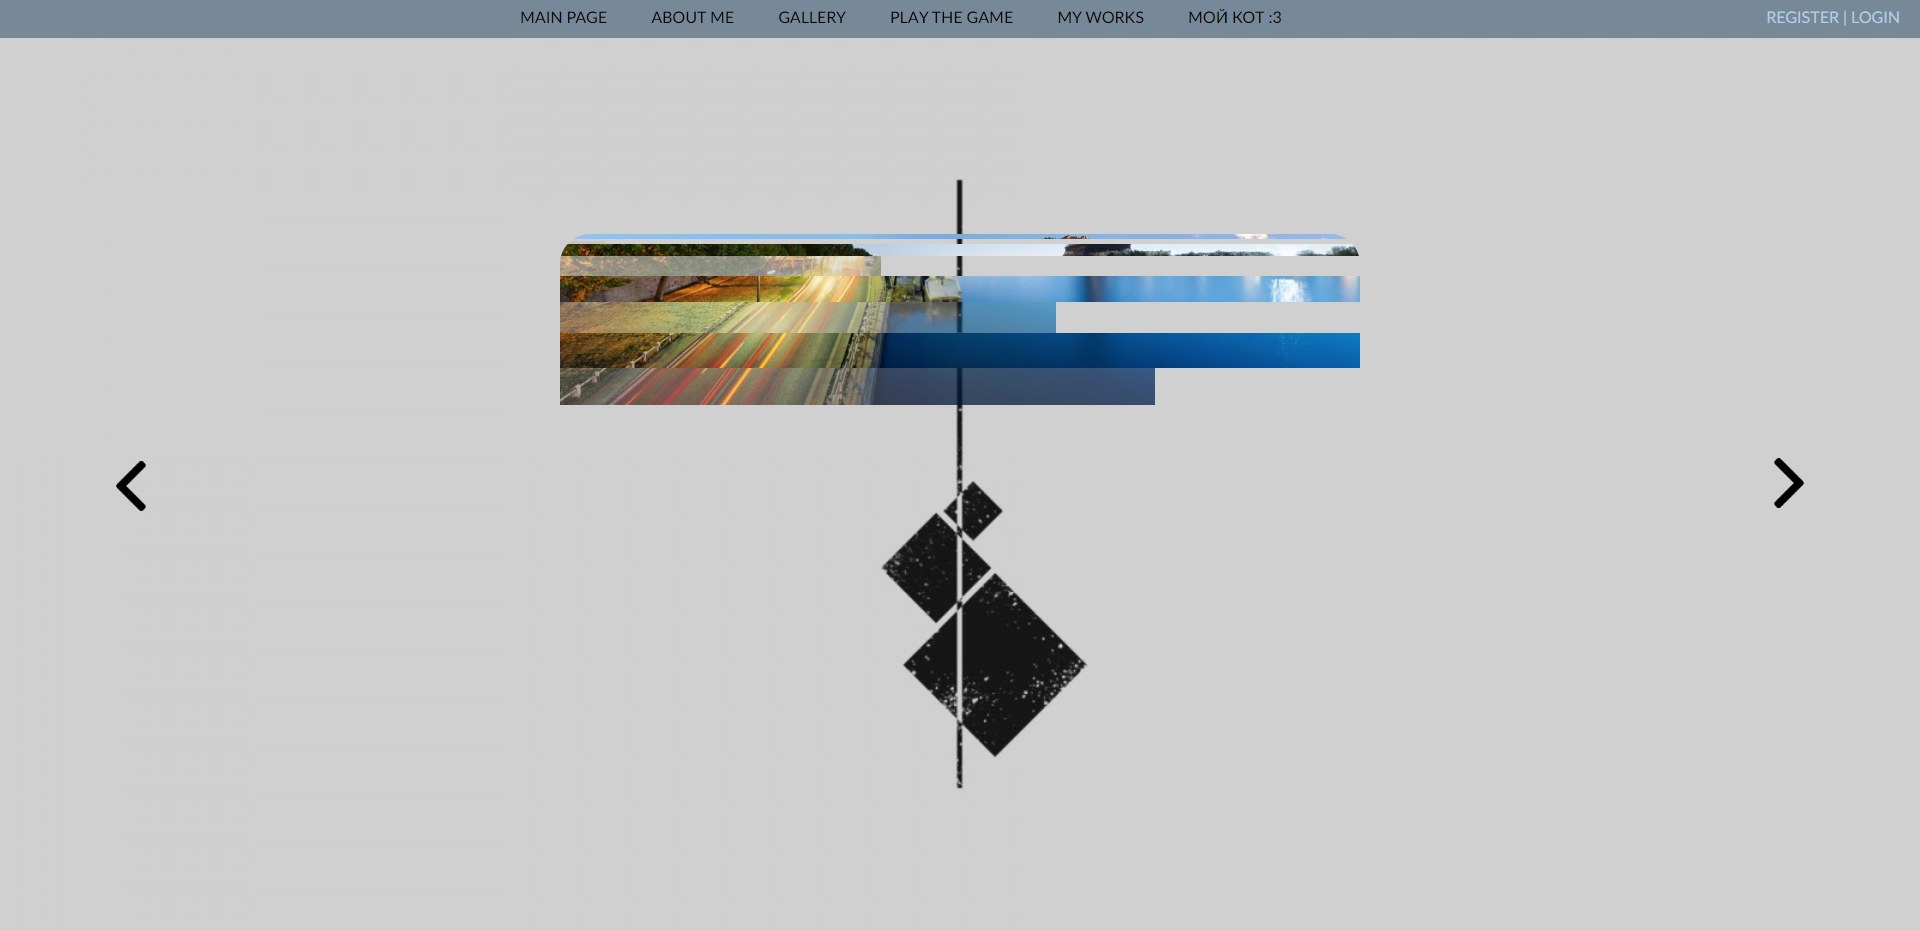 MAIN PAGE ABOUT ME GALLERY PLAY THE GAME MY WORKS МОЙ КОТ :3 REGISTER | LOGIN